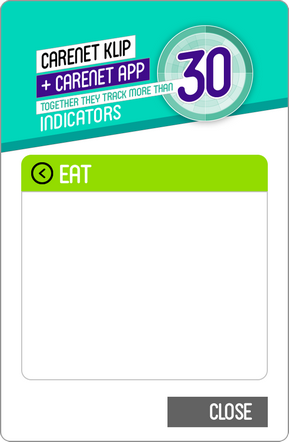 CARENET KLIP
+ CARENET APP
TOGETHER THEY TRACK MORE THAN
30
INDICATORS
EAT
CLOSE